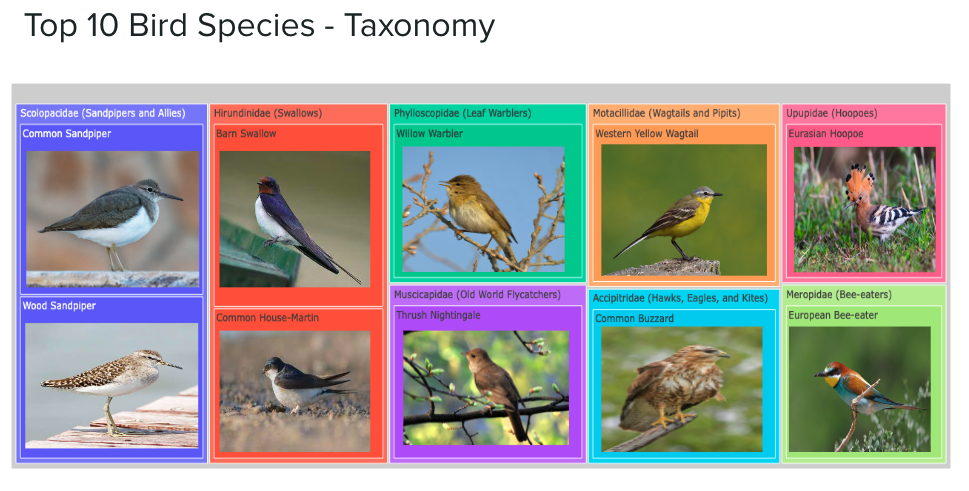 Top 10 Bird Species - Taxonomy
Scolopacidae (Sandpipers and Allies)
Common Sandpiper
Wood Sandpiper
Hirundinidae (Swallows)
Barn Swallow
Common House-Martin
Phylloscopidae (Leaf Warblers)
Willow Warbler
Muscicapidae (Old World Flycatchers)
Thrush Nightingale
Motacillidae (Wagtails and Pipits)
Western Yellow Wagtail
Accipitridae (Hawks, Eagles, and Kites)
Common Buzzard
Upupidae (Hoopoes)
Eurasian Hoopoe
Meropidae (Bee-eaters)
European Bee-eater